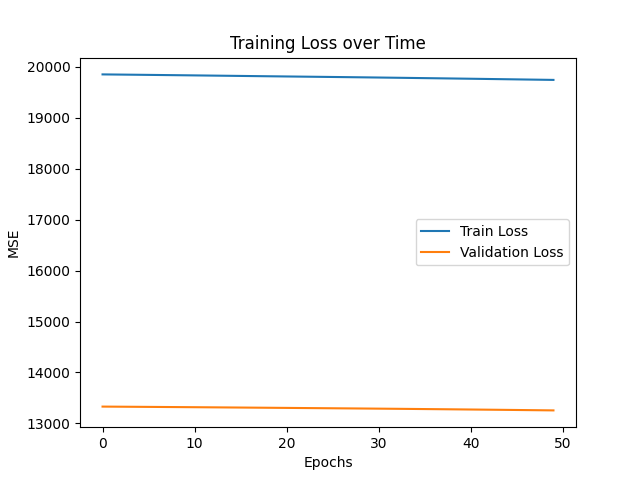 Training Loss over Time
20000
19000
18000
17000
16000
15000
14000
13000
MSE
Train Loss
Validation Loss
0 10 20 30 40 50
Epochs